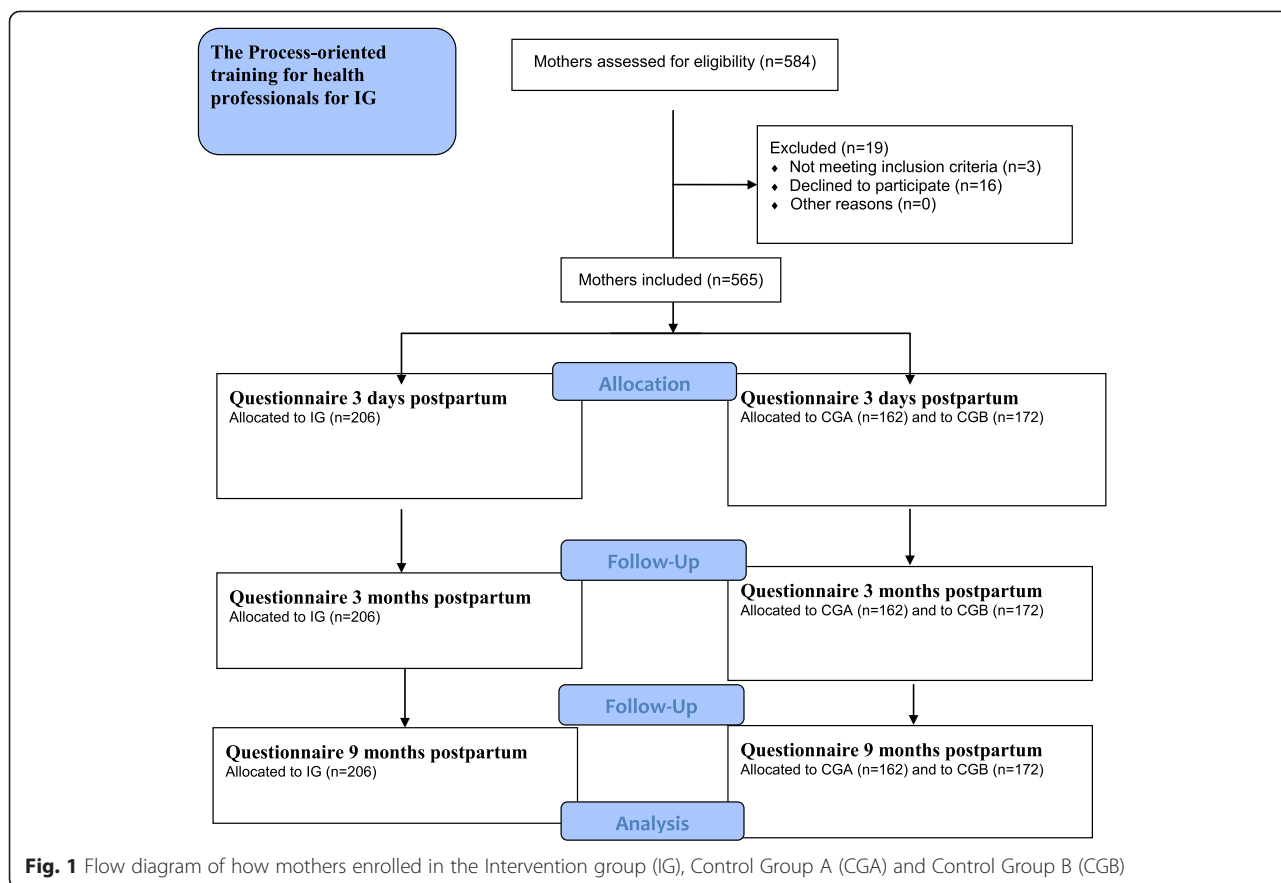 The Process-oriented
training for health
professionals for IG
Mothers assessed for eligibility (n=584)
Excluded (n=19)
♦ Not meeting inclusion criteria (n=3)
♦ Declined to participate (n=16)
♦ Other reasons (n=0)
Mothers included (n=565)
Allocation
Questionnaire 3 days postpartum
Allocated to IG (n=206)
Questionnaire 3 days postpartum
Allocated to CGA (n=162) and to CGB (n=172)
Follow-Up
Questionnaire 3 months postpartum
Allocated to IG (n=206)
Questionnaire 3 months postpartum
Allocated to CGA (n=162) and to CGB (n=172)
Follow-Up
Questionnaire 9 months postpartum
Allocated to IG (n=206)
Questionnaire 9 months postpartum
Allocated to CGA (n=162) and to CGB (n=172)
Analysis
Fig. 1 Flow diagram of how mothers enrolled in the Intervention group (IG), Control Group A (CGA) and Control Group B (CGB)